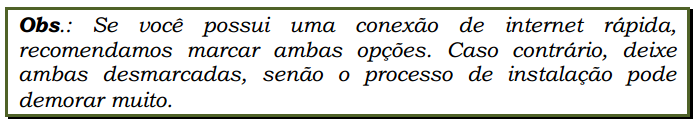 Obs.: Se você possui uma conexão de internet rápida,
recomendamos marcar ambas opções. Caso contrário, deixe
ambas desmarcadas, senão o processo de instalação pode
demorar muito.